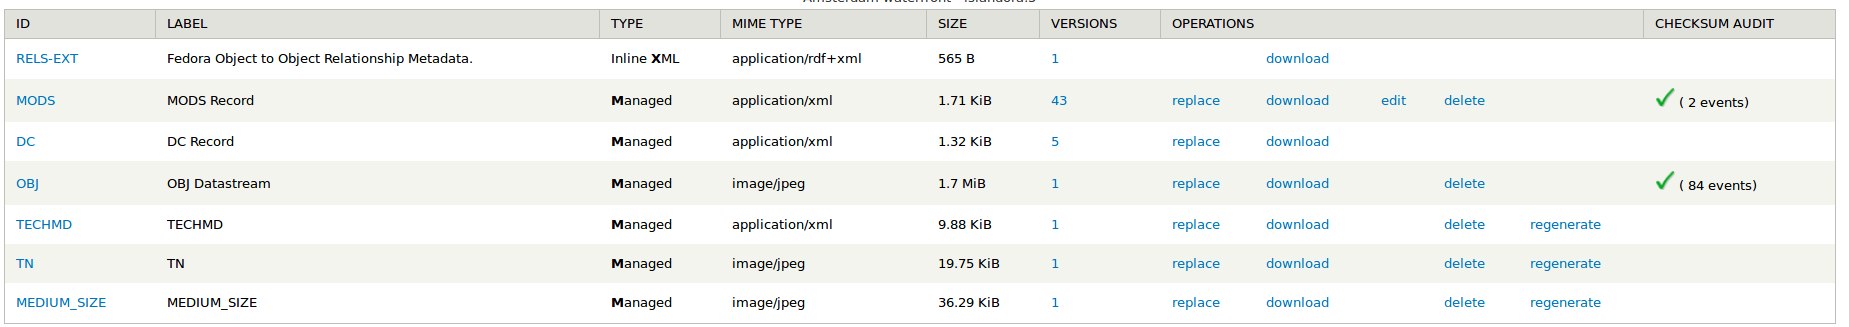 ID LABEL TYPE MIME TYPE SIZE VERSIONS OPERATIONS CHECKSUM AUDIT
RELS-EXT Fedora Object to Object Relationship Metadata. Inline XML application/rdf+xml 565 B 1 download
MODS MODS Record Managed application/xml 1.71 KiB 43 replace download edit delete ( 2 events)
DC DC Record Managed application/xml 1.32 KiB 5 replace download
OBJ OBJ Datastream Managed image/jpeg 1.7 MiB 1 replace download delete ( 84 events)
TECHMD TECHMD Managed application/xml 9.88 KiB 1 replace download delete regenerate
TN TN Managed image/jpeg 19.75 KiB 1 replace download delete regenerate
MEDIUM_SIZE MEDIUM_SIZE Managed image/jpeg 36.29 KiB 1 replace download delete regenerate